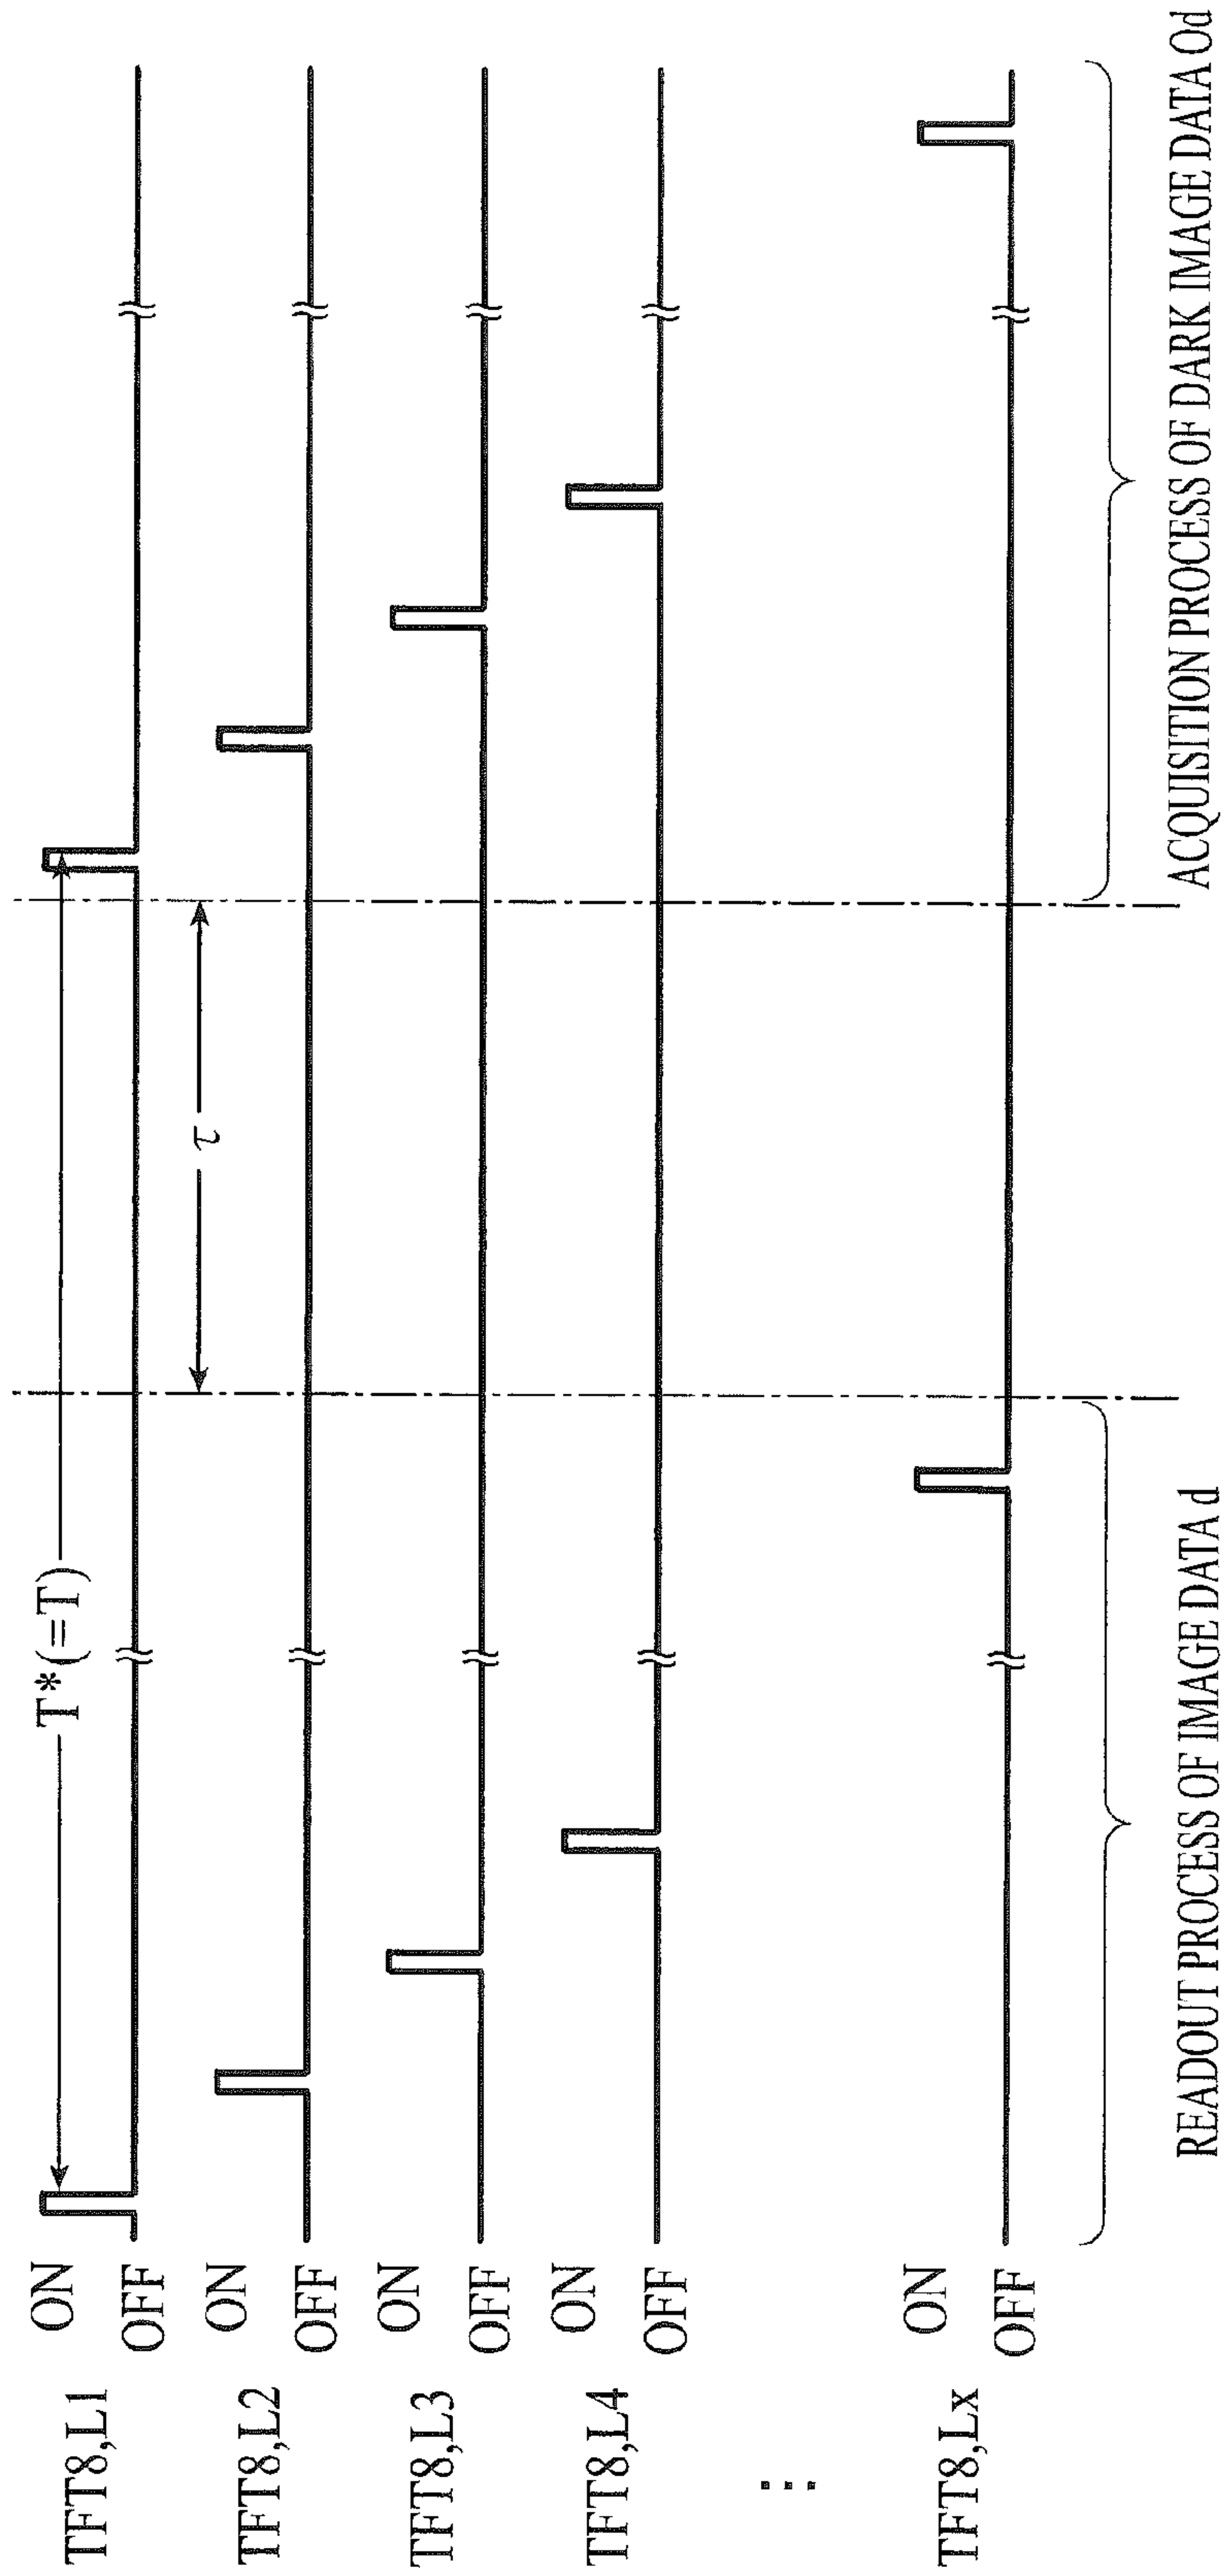 TFT8,L1
ON
OFF
T*(=T)
τ
TFT8,L2
ON
OFF
TFT8,L3
ON
OFF
TFT8,L4
ON
OFF
⋮
TFT8,Lx
ON
OFF
READOUT PROCESS OF IMAGE DATA d
ACQUISITION PROCESS OF DARK IMAGE DATA Od